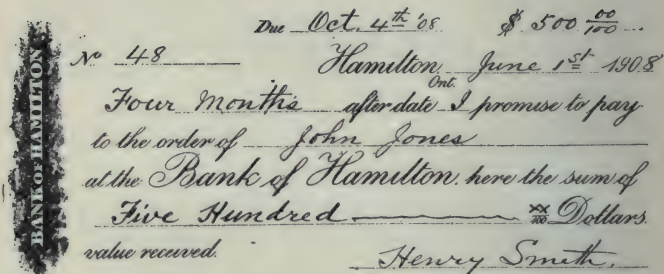 Due Oct. 4th '08 $ 500 00/100
No 48 Hamilton, Ont. June 1st 1908
Four Months after date I promise to pay
to the order of John Jones
at the Bank of Hamilton here the sum of
Five Hundred xx/100 Dollars
value received. Henry Smith.
BANK OF HAMILTON